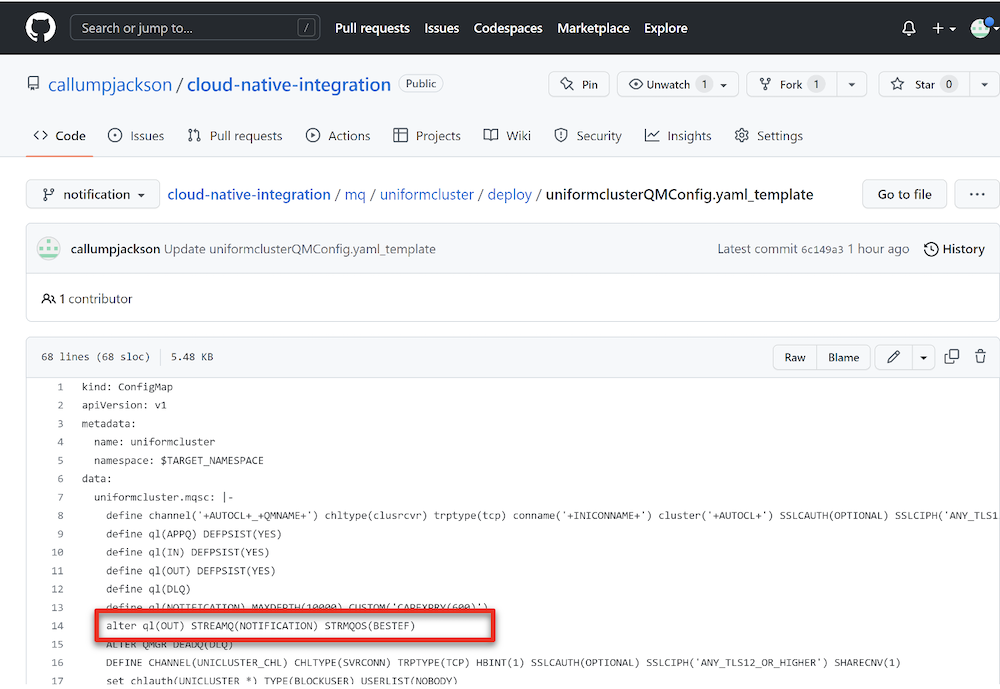 Search or jump to... / Pull requests Issues Codespaces Marketplace Explore
callumpjackson / cloud-native-integration Public Pin Unwatch 1 Fork 1 Star 0
Code Issues Pull requests Actions Projects Wiki Security Insights Settings
notification cloud-native-integration / mq / uniformcluster / deploy / uniformclusterQMConfig.yaml_template Go to file ...
callumpjackson Update uniformclusterQMConfig.yaml_template Latest commit 6c149a3 1 hour ago History
1 contributor
68 lines (68 sloc) 5.48 KB Raw Blame
1 kind: ConfigMap
2 apiVersion: v1
3 metadata:
4 name: uniformcluster
5 namespace: $TARGET_NAMESPACE
6 data:
7 uniformcluster.mqsc: |-
8 define channel('+AUTOCL+_+QMNAME+') chltype(clusrcvr) trptype(tcp) conname('+INICONNAME+') cluster('+AUTOCL+') SSLCAUTH(OPTIONAL) SSLCIPH('ANY_TLS1
9 define ql(APPQ) DEFPSIST(YES)
10 define ql(IN) DEFPSIST(YES)
11 define ql(OUT) DEFPSIST(YES)
12 define ql(DLQ)
13 define ql(NOTIFICATION) MAXDEPTH(10000) CUSTOM('CAPEXPRY(600)')
14 alter ql(OUT) STREAMQ(NOTIFICATION) STRMQOS(BESTEF)
15 ALTER QMGR DEADQ(DLQ)
16 DEFINE CHANNEL(UNICLUSTER_CHL) CHLTYPE(SVRCONN) TRPTYPE(TCP) HBINT(1) SSLCAUTH(OPTIONAL) SSLCIPH('ANY_TLS12_OR_HIGHER') SHARECNV(1)
17 set chlauth(UNICLUSTER_*) TYPE(BLOCKUSER) USERLIST(NOBODY)